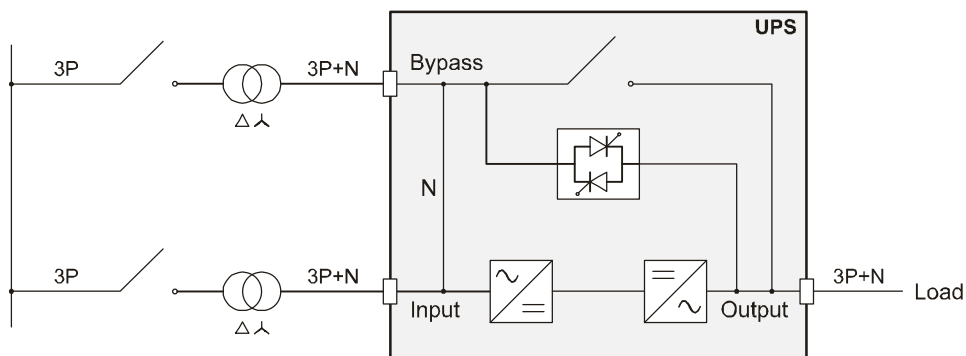 UPS
3P
3P+N
Bypass
N
3P
3P+N
Input
Output
3P+N
Load